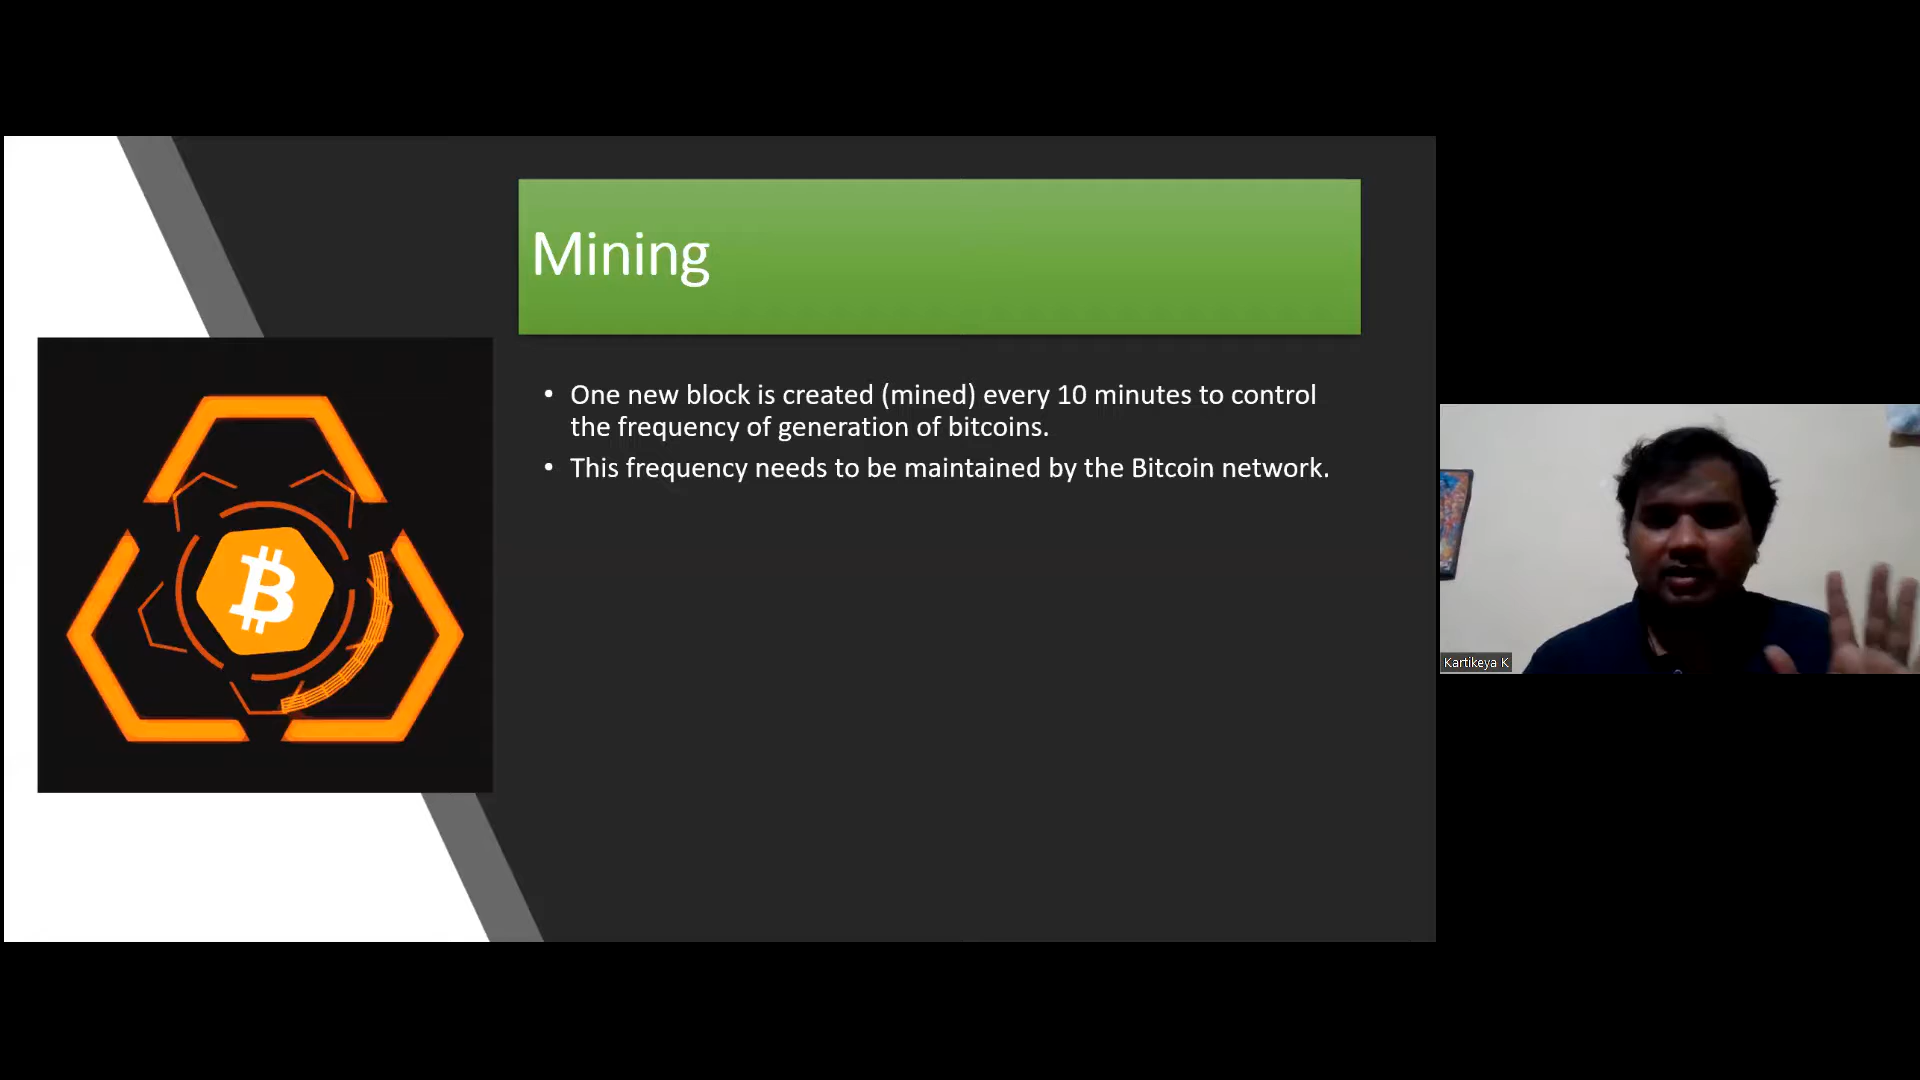 Mining
• One new block is created (mined) every 10 minutes to control
the frequency of generation of bitcoins.
• This frequency needs to be maintained by the Bitcoin network.
Kartikeya K